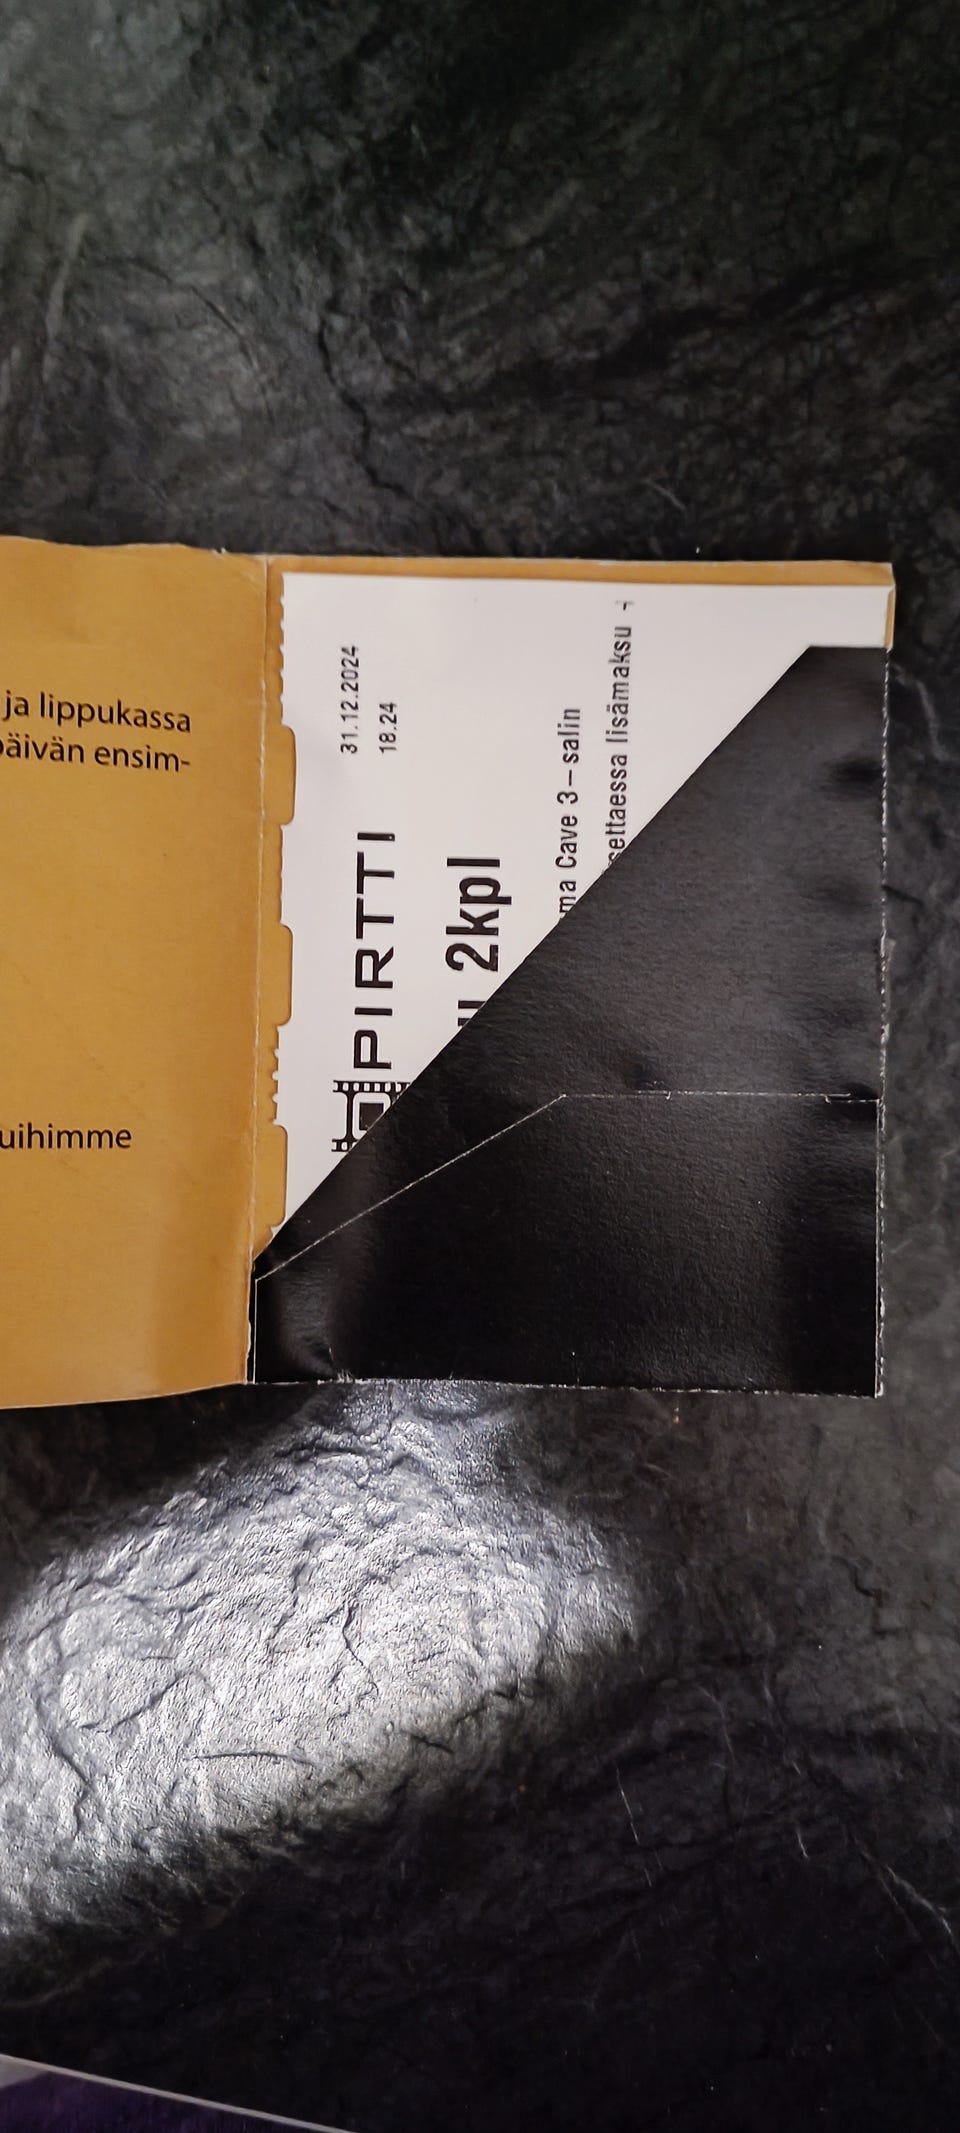 ja lippukassa
päivän ensim-
uihimme
PIRTTI
31.12.2024
18.24
2kpl
ma Cave 3 – salin
settaessa lisämaksu